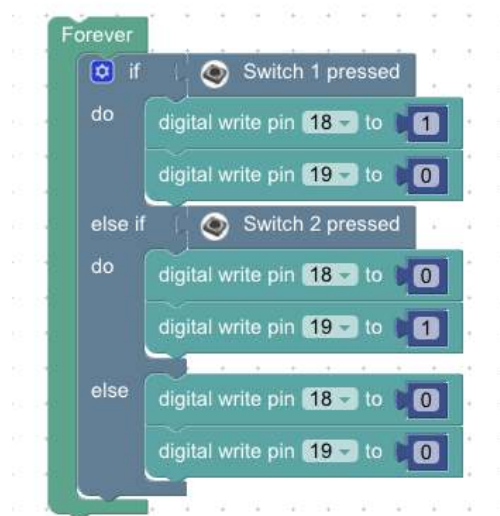 Forever
if Switch 1 pressed
do
digital write pin 18 to 1
digital write pin 19 to 0
else if Switch 2 pressed
do
digital write pin 18 to 0
digital write pin 19 to 1
else
digital write pin 18 to 0
digital write pin 19 to 0